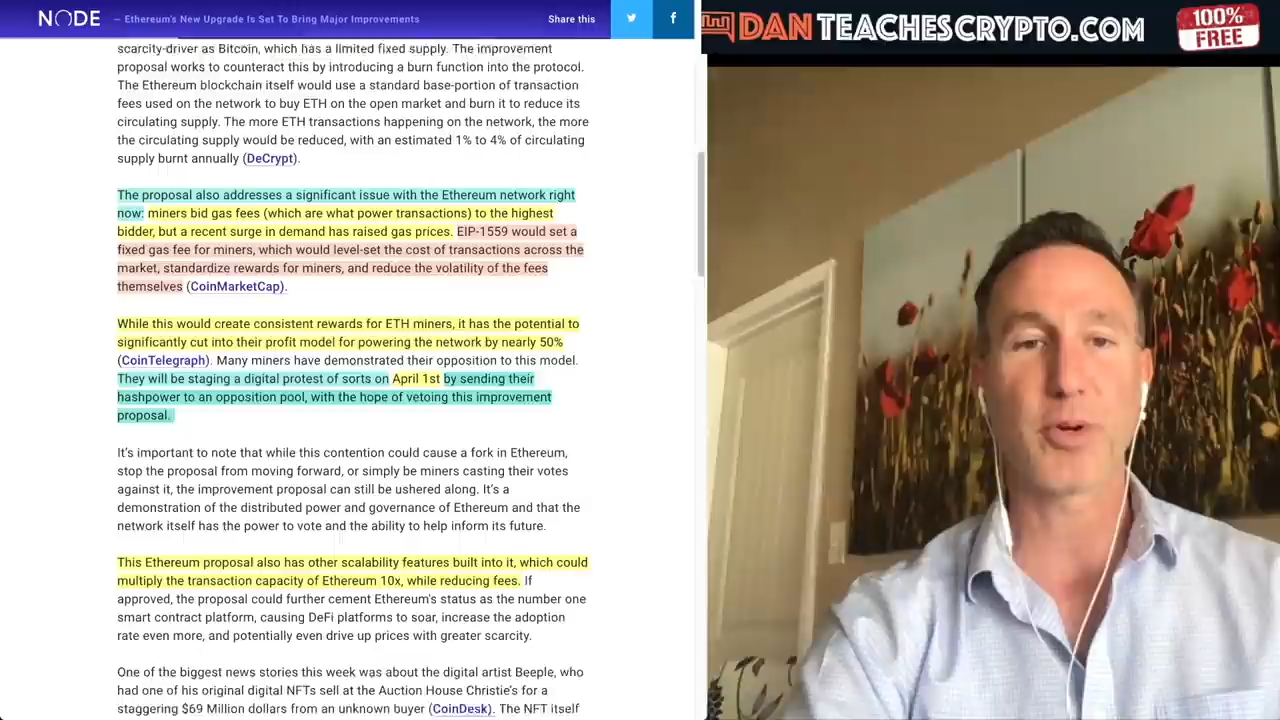 NODE
— Ethereum's New Upgrade Is Set To Bring Major Improvements
Share this
scarcity-driver as Bitcoin, which has a limited fixed supply. The improvement
proposal works to counteract this by introducing a burn function into the protocol.
The Ethereum blockchain itself would use a standard base-portion of transaction
fees used on the network to buy ETH on the open market and burn it to reduce its
circulating supply. The more ETH transactions happening on the network, the more
the circulating supply would be reduced, with an estimated 1% to 4% of circulating
supply burnt annually (DeCrypt).
The proposal also addresses a significant issue with the Ethereum network right
now: miners bid gas fees (which are what power transactions) to the highest
bidder, but a recent surge in demand has raised gas prices. EIP-1559 would set a
fixed gas fee for miners, which would level-set the cost of transactions across the
market, standardize rewards for miners, and reduce the volatility of the fees
themselves (CoinMarketCap).
While this would create consistent rewards for ETH miners, it has the potential to
significantly cut into their profit model for powering the network by nearly 50%
(CoinTelegraph). Many miners have demonstrated their opposition to this model.
They will be staging a digital protest of sorts on April 1st by sending their
hashpower to an opposition pool, with the hope of vetoing this improvement
proposal.
It's important to note that while this contention could cause a fork in Ethereum,
stop the proposal from moving forward, or simply be miners casting their votes
against it, the improvement proposal can still be ushered along. It's a
demonstration of the distributed power and governance of Ethereum and that the
network itself has the power to vote and the ability to help inform its future.
This Ethereum proposal also has other scalability features built into it, which could
multiply the transaction capacity of Ethereum 10x, while reducing fees. If
approved, the proposal could further cement Ethereum's status as the number one
smart contract platform, causing DeFi platforms to soar, increase the adoption
rate even more, and potentially even drive up prices with greater scarcity.
One of the biggest news stories this week was about the digital artist Beeple, who
had one of his original digital NFTs sell at the Auction House Christie's for a
staggering $69 Million dollars from an unknown buyer (CoinDesk). The NFT itself
DANTEACHESCRYPTO.COM
100%
FREE